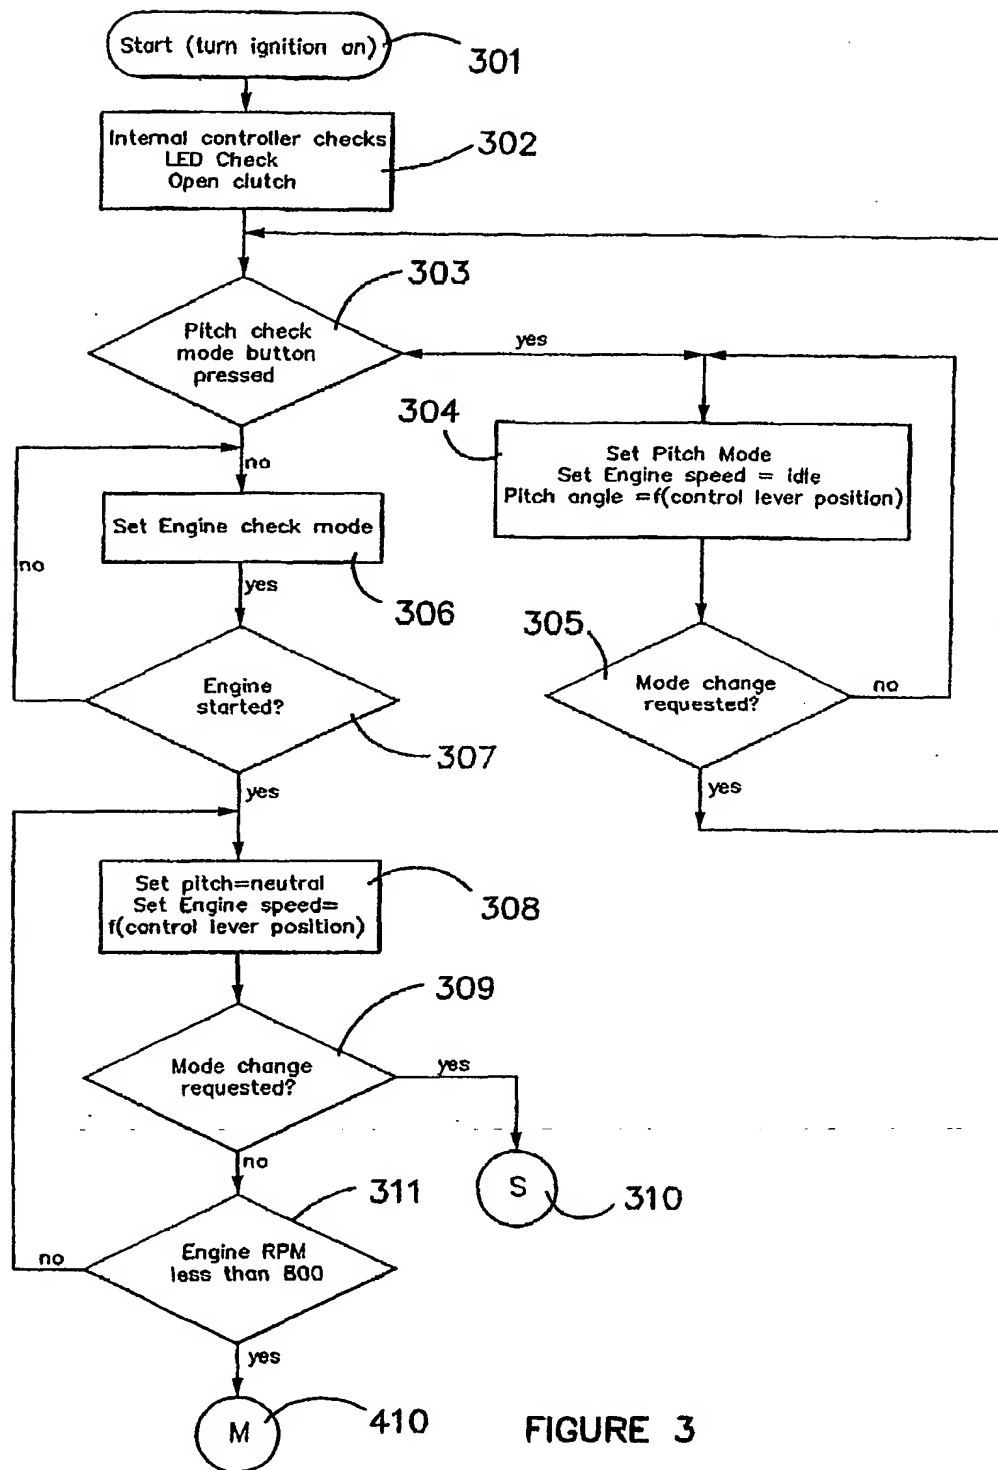 Start (turn ignition on)
301
Internal controller checks
LED Check
Open clutch
302
303
Pitch check
mode button
pressed
yes
304
Set Pitch Mode
Set Engine speed = idle
Pitch angle =f(control lever position)
no
Set Engine check mode
no
yes
306
305
Mode change
requested?
no
Engine
started?
307
yes
yes
Set pitch=neutral
Set Engine speed=
f(control lever position)
308
309
Mode change
requested?
yes
no
S
310
311
Engine RPM
less than 800
no
yes
M
410
FIGURE 3